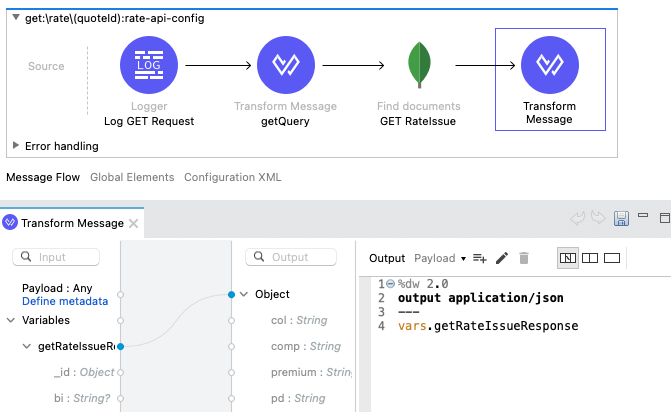 get:\rate\(quoteId):rate-api-config
Source
LOG
Logger
Log GET Request
Transform Message
getQuery
Find documents
GET RateIssue
Transform
Message
Error handling
Message Flow Global Elements Configuration XML
Transform Message
Input
Output
Output Payload
Payload : Any
Define metadata
Variables
getRateIssueR
_id : Object
bi : String?
Object
col : String
comp : String
premium : Strin
pd : String
1 %dw 2.0
2 output application/json
3 ---
4 vars.getRateIssueResponse